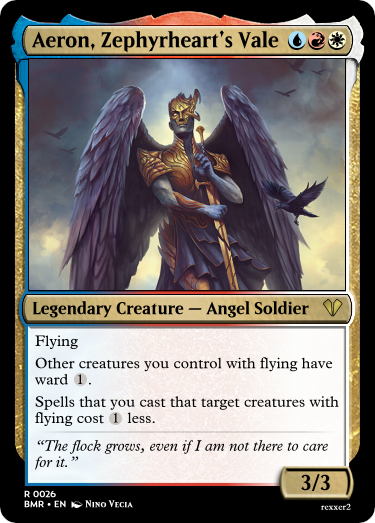 Aeron, Zephyrheart's Vale
Legendary Creature — Angel Soldier
Flying
Other creatures you control with flying have
ward 1.
Spells that you cast that target creatures with
flying cost 1 less.
“The flock grows, even if I am not there to care
for it.”
3/3
R 0026
BMR • EN Nino Vecia
rexxer2